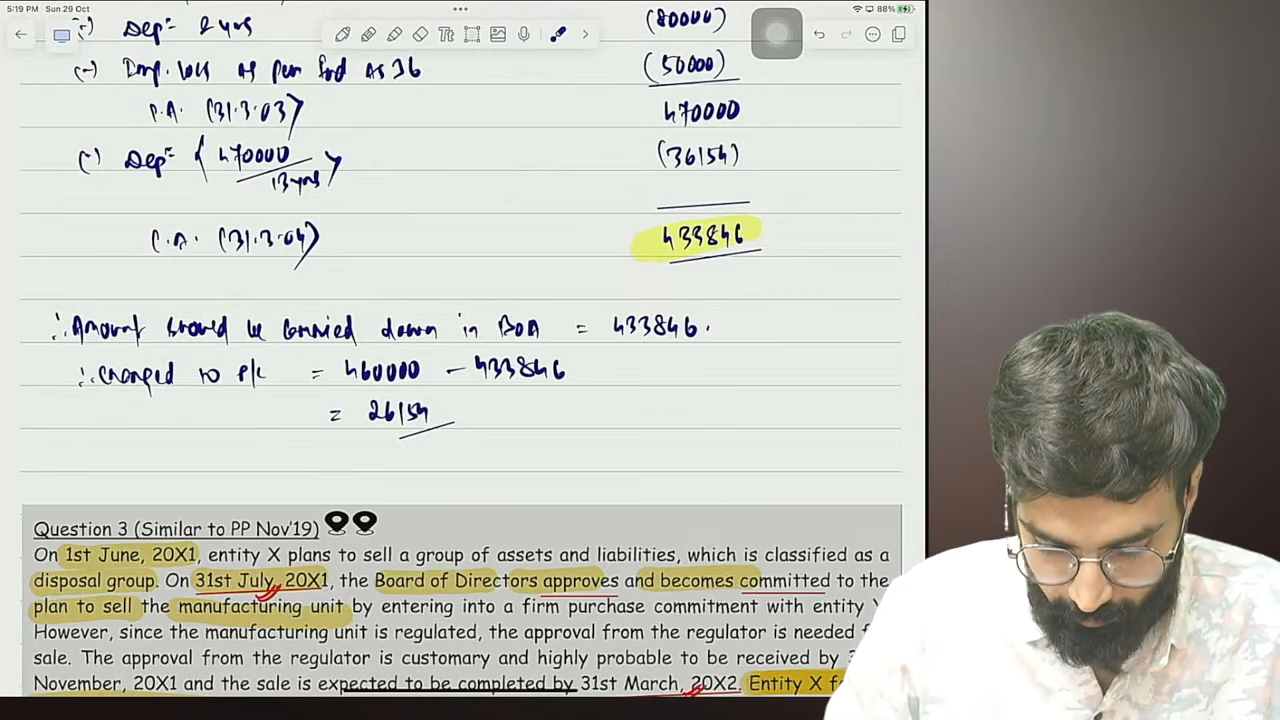 5:19 PM Sun 29 Oct
88%
(-) Depⁿ 2 yrs (80000)
(-) Imp. loss as per Ind AS 36 (50000)
C.A. (31.3.03) 470000
(-) Depⁿ { 470000 / 13 yrs } (36154)
C.A. (31.3.04) 433846
∴ Amount should be carried down in BOA = 433846.
∴ Charged to P/L = 460000 - 433846
= 26154
Question 3 (Similar to PP Nov'19)
On 1st June, 20X1, entity X plans to sell a group of assets and liabilities, which is classified as a
disposal group. On 31st July, 20X1, the Board of Directors approves and becomes committed to the
plan to sell the manufacturing unit by entering into a firm purchase commitment with entity
However, since the manufacturing unit is regulated, the approval from the regulator is needed
sale. The approval from the regulator is customary and highly probable to be received by
November, 20X1 and the sale is expected to be completed by 31st March, 20X2. Entity X